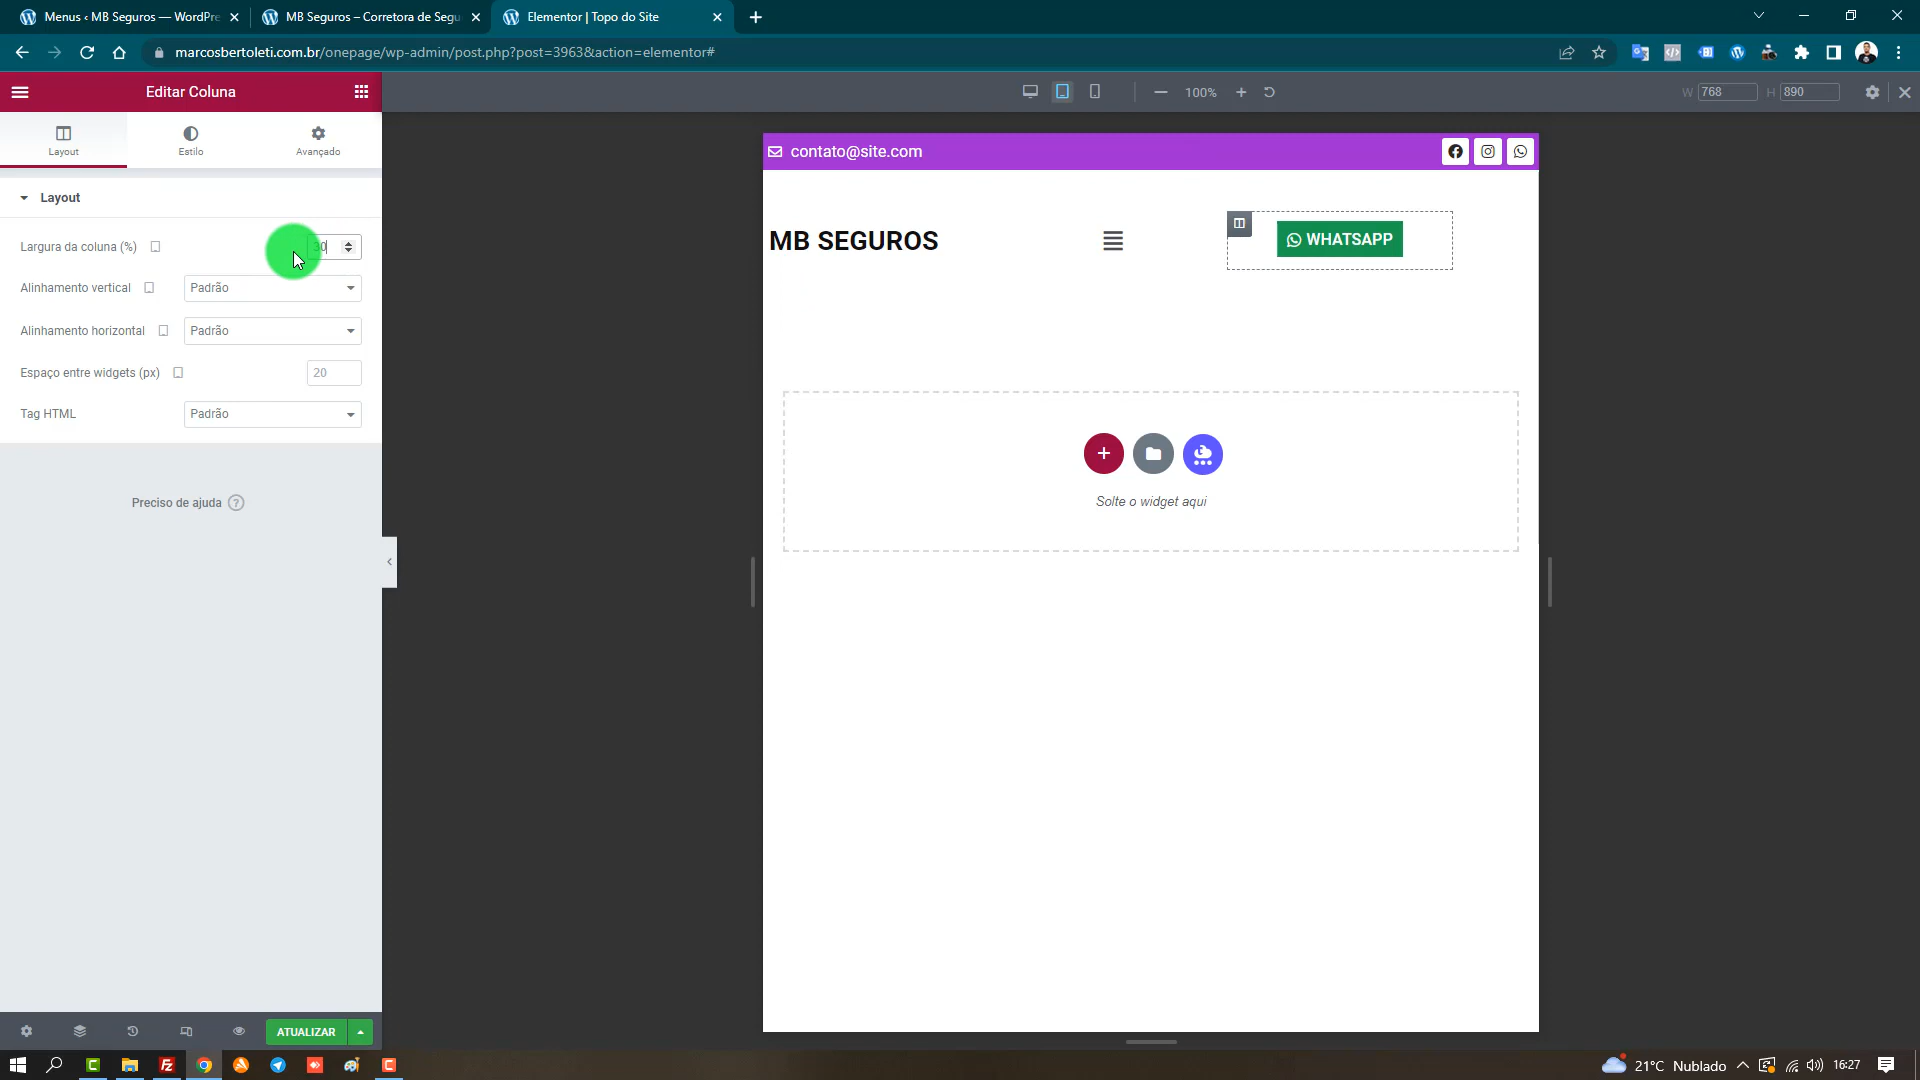 Menus ‹ MB Seguros — WordPre
MB Seguros – Corretora de Segu
Elementor | Topo do Site
marcosbertoleti.com.br/onepage/wp-admin/post.php?post=3963&action=elementor#
Editar Coluna
100%
W 768 H 890
Layout
Estilo
Avançado
contato@site.com
Layout
Largura da coluna (%)
30
MB SEGUROS
WHATSAPP
Alinhamento vertical
Padrão
Alinhamento horizontal
Padrão
Espaço entre widgets (px)
20
Tag HTML
Padrão
Solte o widget aqui
Preciso de ajuda ?
ATUALIZAR
21°C Nublado
16:27